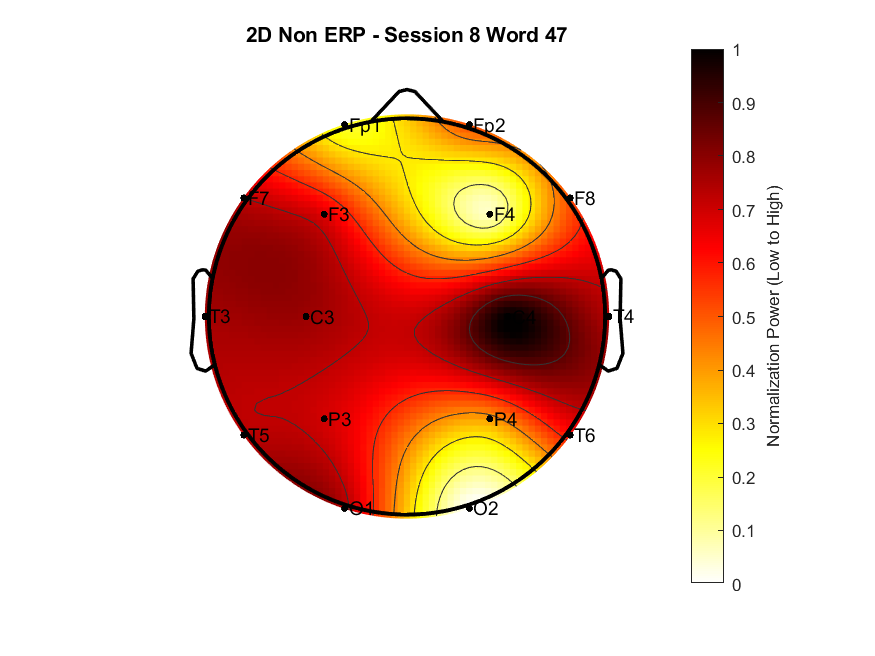 2D Non ERP - Session 8 Word 47
1
Fp1 Fp2
0.9
0.8
F7 F8
F3 F4
0.7
0.6
Normalization Power (Low to High)
T3 C3 T4
0.5
0.4
P3 P4
0.3
T5 T6
0.2
O1 O2
0.1
0